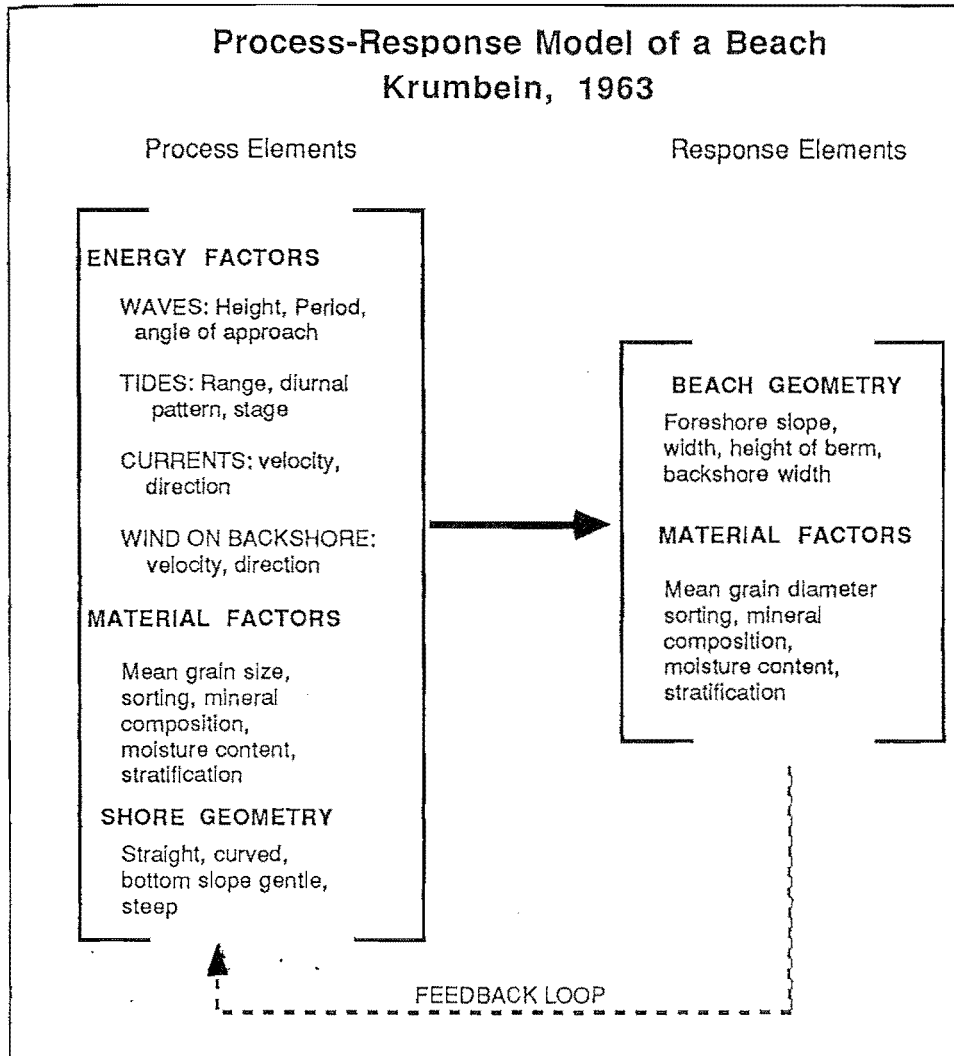 Process-Response Model of a Beach
Krumbein, 1963
Process Elements
Response Elements
ENERGY FACTORS
WAVES: Height, Period,
angle of approach
TIDES: Range, diurnal
pattern, stage
CURRENTS: velocity,
direction
WIND ON BACKSHORE:
velocity, direction
MATERIAL FACTORS
Mean grain size,
sorting, mineral
composition,
moisture content,
stratification
SHORE GEOMETRY
Straight, curved,
bottom slope gentle,
steep
BEACH GEOMETRY
Foreshore slope,
width, height of berm,
backshore width
MATERIAL FACTORS
Mean grain diameter
sorting, mineral
composition,
moisture content,
stratification
FEEDBACK LOOP